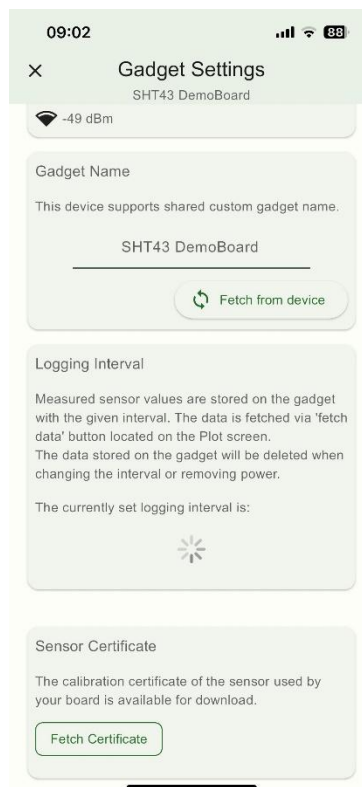 09:02
88
Gadget Settings
SHT43 DemoBoard
-49 dBm
Gadget Name
This device supports shared custom gadget name.
SHT43 DemoBoard
Fetch from device
Logging Interval
Measured sensor values are stored on the gadget
with the given interval. The data is fetched via 'fetch
data' button located on the Plot screen.
The data stored on the gadget will be deleted when
changing the interval or removing power.
The currently set logging interval is:
Sensor Certificate
The calibration certificate of the sensor used by
your board is available for download.
Fetch Certificate